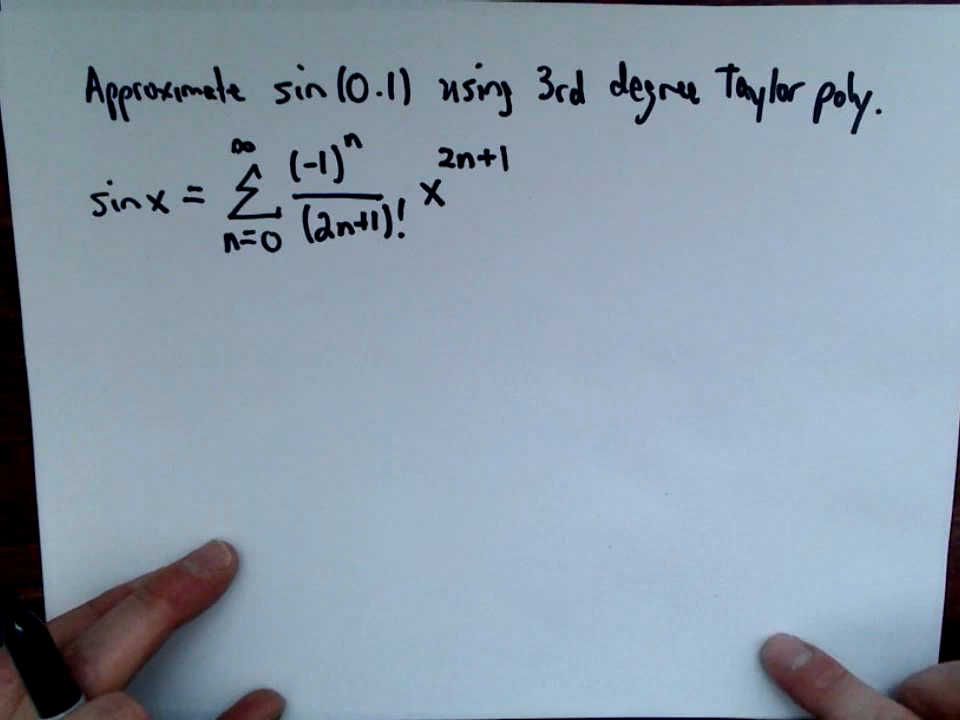 Approximate sin(0.1) using 3rd degree Taylor poly.
sin x = ∑_{n=0}^{∞} (-1)^n / (2n+1)! x^{2n+1}